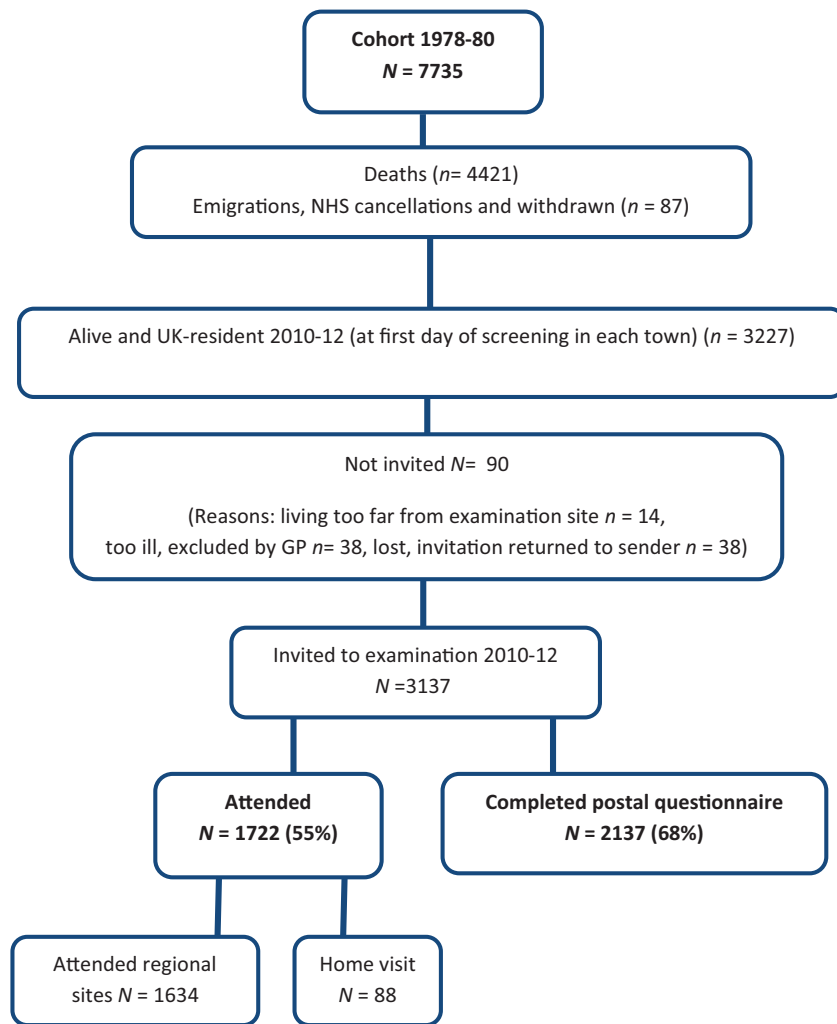 Cohort 1978-80
N = 7735
Deaths (n= 4421)
Emigrations, NHS cancellations and withdrawn (n = 87)
Alive and UK-resident 2010-12 (at first day of screening in each town) (n = 3227)
Not invited N= 90
(Reasons: living too far from examination site n = 14,
too ill, excluded by GP n= 38, lost, invitation returned to sender n = 38)
Invited to examination 2010-12
N =3137
Attended
N = 1722 (55%)
Completed postal questionnaire
N = 2137 (68%)
Attended regional
sites N = 1634
Home visit
N = 88